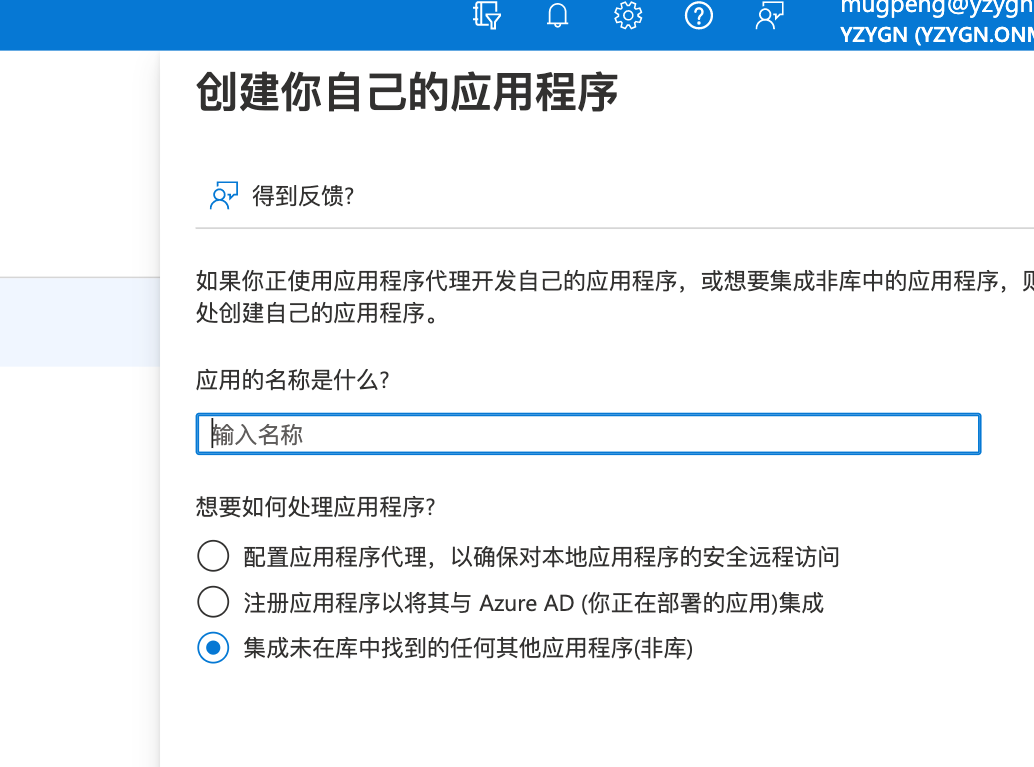 mugpeng@yzygn
YZYGN (YZYGN.ONM
创建你自己的应用程序
得到反馈?
如果你正使用应用程序代理开发自己的应用程序，或想要集成非库中的应用程序，则
处创建自己的应用程序。
应用的名称是什么?
输入名称
想要如何处理应用程序?
配置应用程序代理，以确保对本地应用程序的安全远程访问
注册应用程序以将其与 Azure AD (你正在部署的应用)集成
集成未在库中找到的任何其他应用程序(非库)